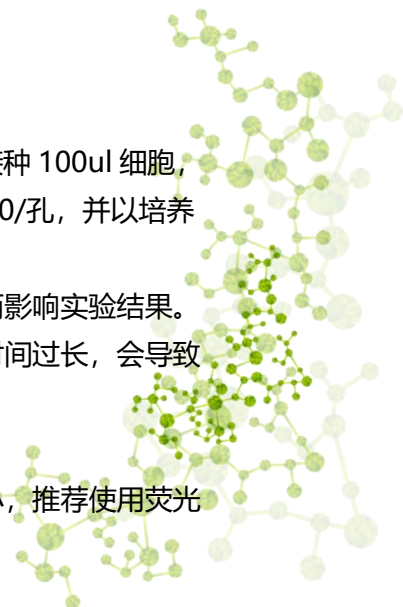 种 100ul 细胞，
0/孔，并以培养
影响实验结果。
时间过长，会导致
，推荐使用荧光